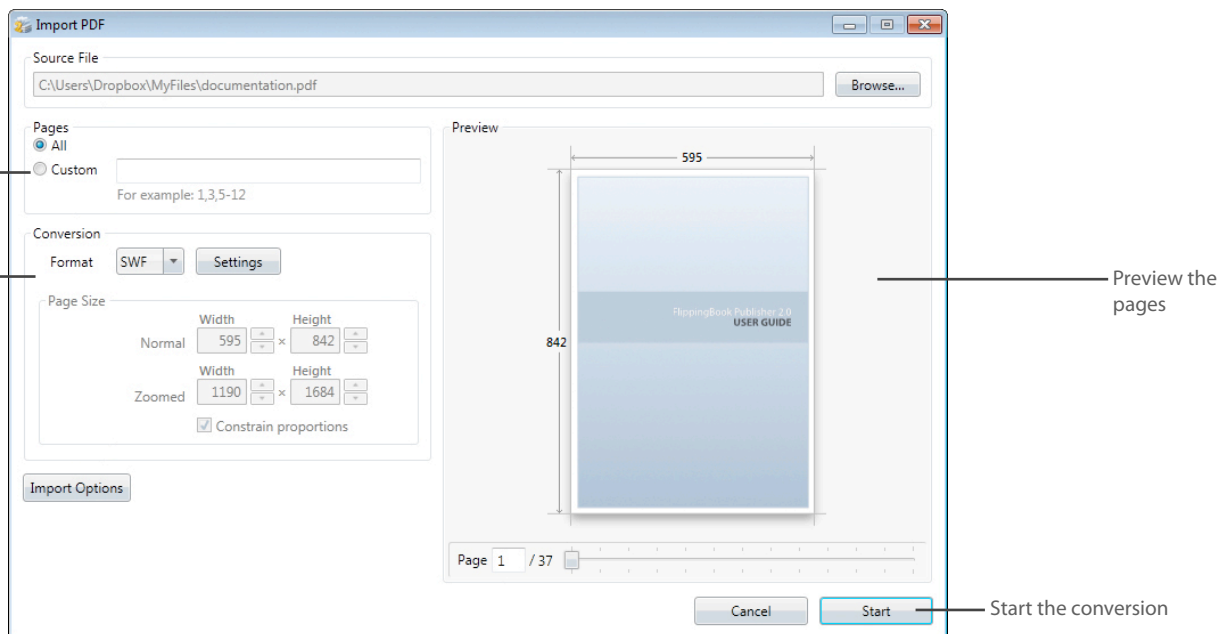 Import PDF
Source File
C:\Users\Dropbox\MyFiles\documentation.pdf
Browse...
Pages
All
Custom
For example: 1,3,5-12
Conversion
Format SWF Settings
Page Size
Width Height
Normal 595 × 842
Width Height
Zoomed 1190 × 1684
Constrain proportions
Import Options
Preview
595
842
FlippingBook Publisher 2.0
USER GUIDE
Page 1 / 37
Cancel Start
Preview the
pages
Start the conversion